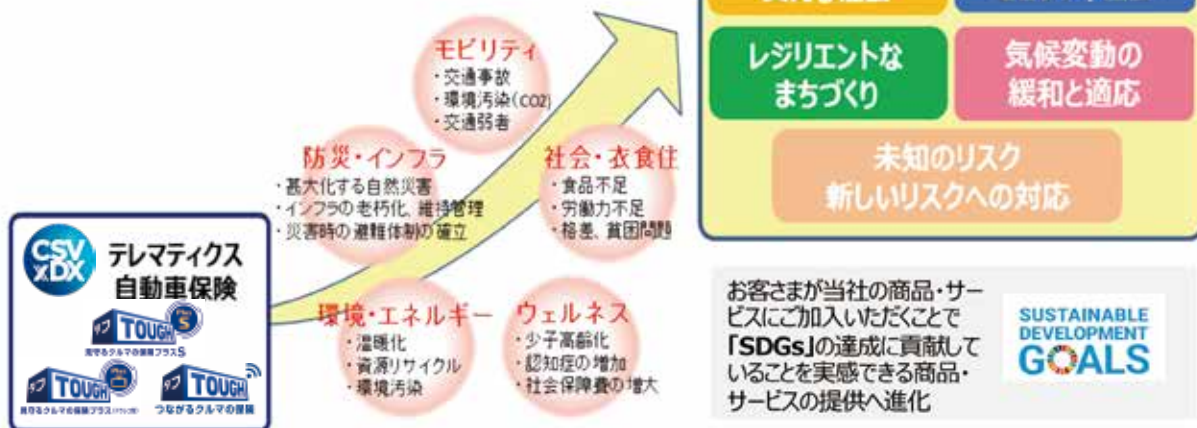 モビリティ
・交通事故
・環境汚染(CO2)
・交通弱者
レジリエントな
まちづくり
気候変動の
緩和と適応
未知のリスク
新しいリスクへの対応
防災・インフラ
・甚大化する自然災害
・インフラの老朽化、維持管理
・災害時の避難体制の確立
社会・衣食住
・食品不足
・労働力不足
・格差、貧困問題
CSV
xDX
テレマティクス
自動車保険
タフ TOUGH Plus S
見守るクルマの保険プラスS
タフ TOUGH Plus
見守るクルマの保険プラス
タフ TOUGH
つながるクルマの保険
環境・エネルギー
・温暖化
・資源リサイクル
・環境汚染
ウェルネス
・少子高齢化
・認知症の増加
・社会保障費の増大
お客さまが当社の商品・サー
ビスにご加入いただくことで
「SDGs」の達成に貢献して
いることを実感できる商品・
サービスの提供へ進化
SUSTAINABLE
DEVELOPMENT
GOALS